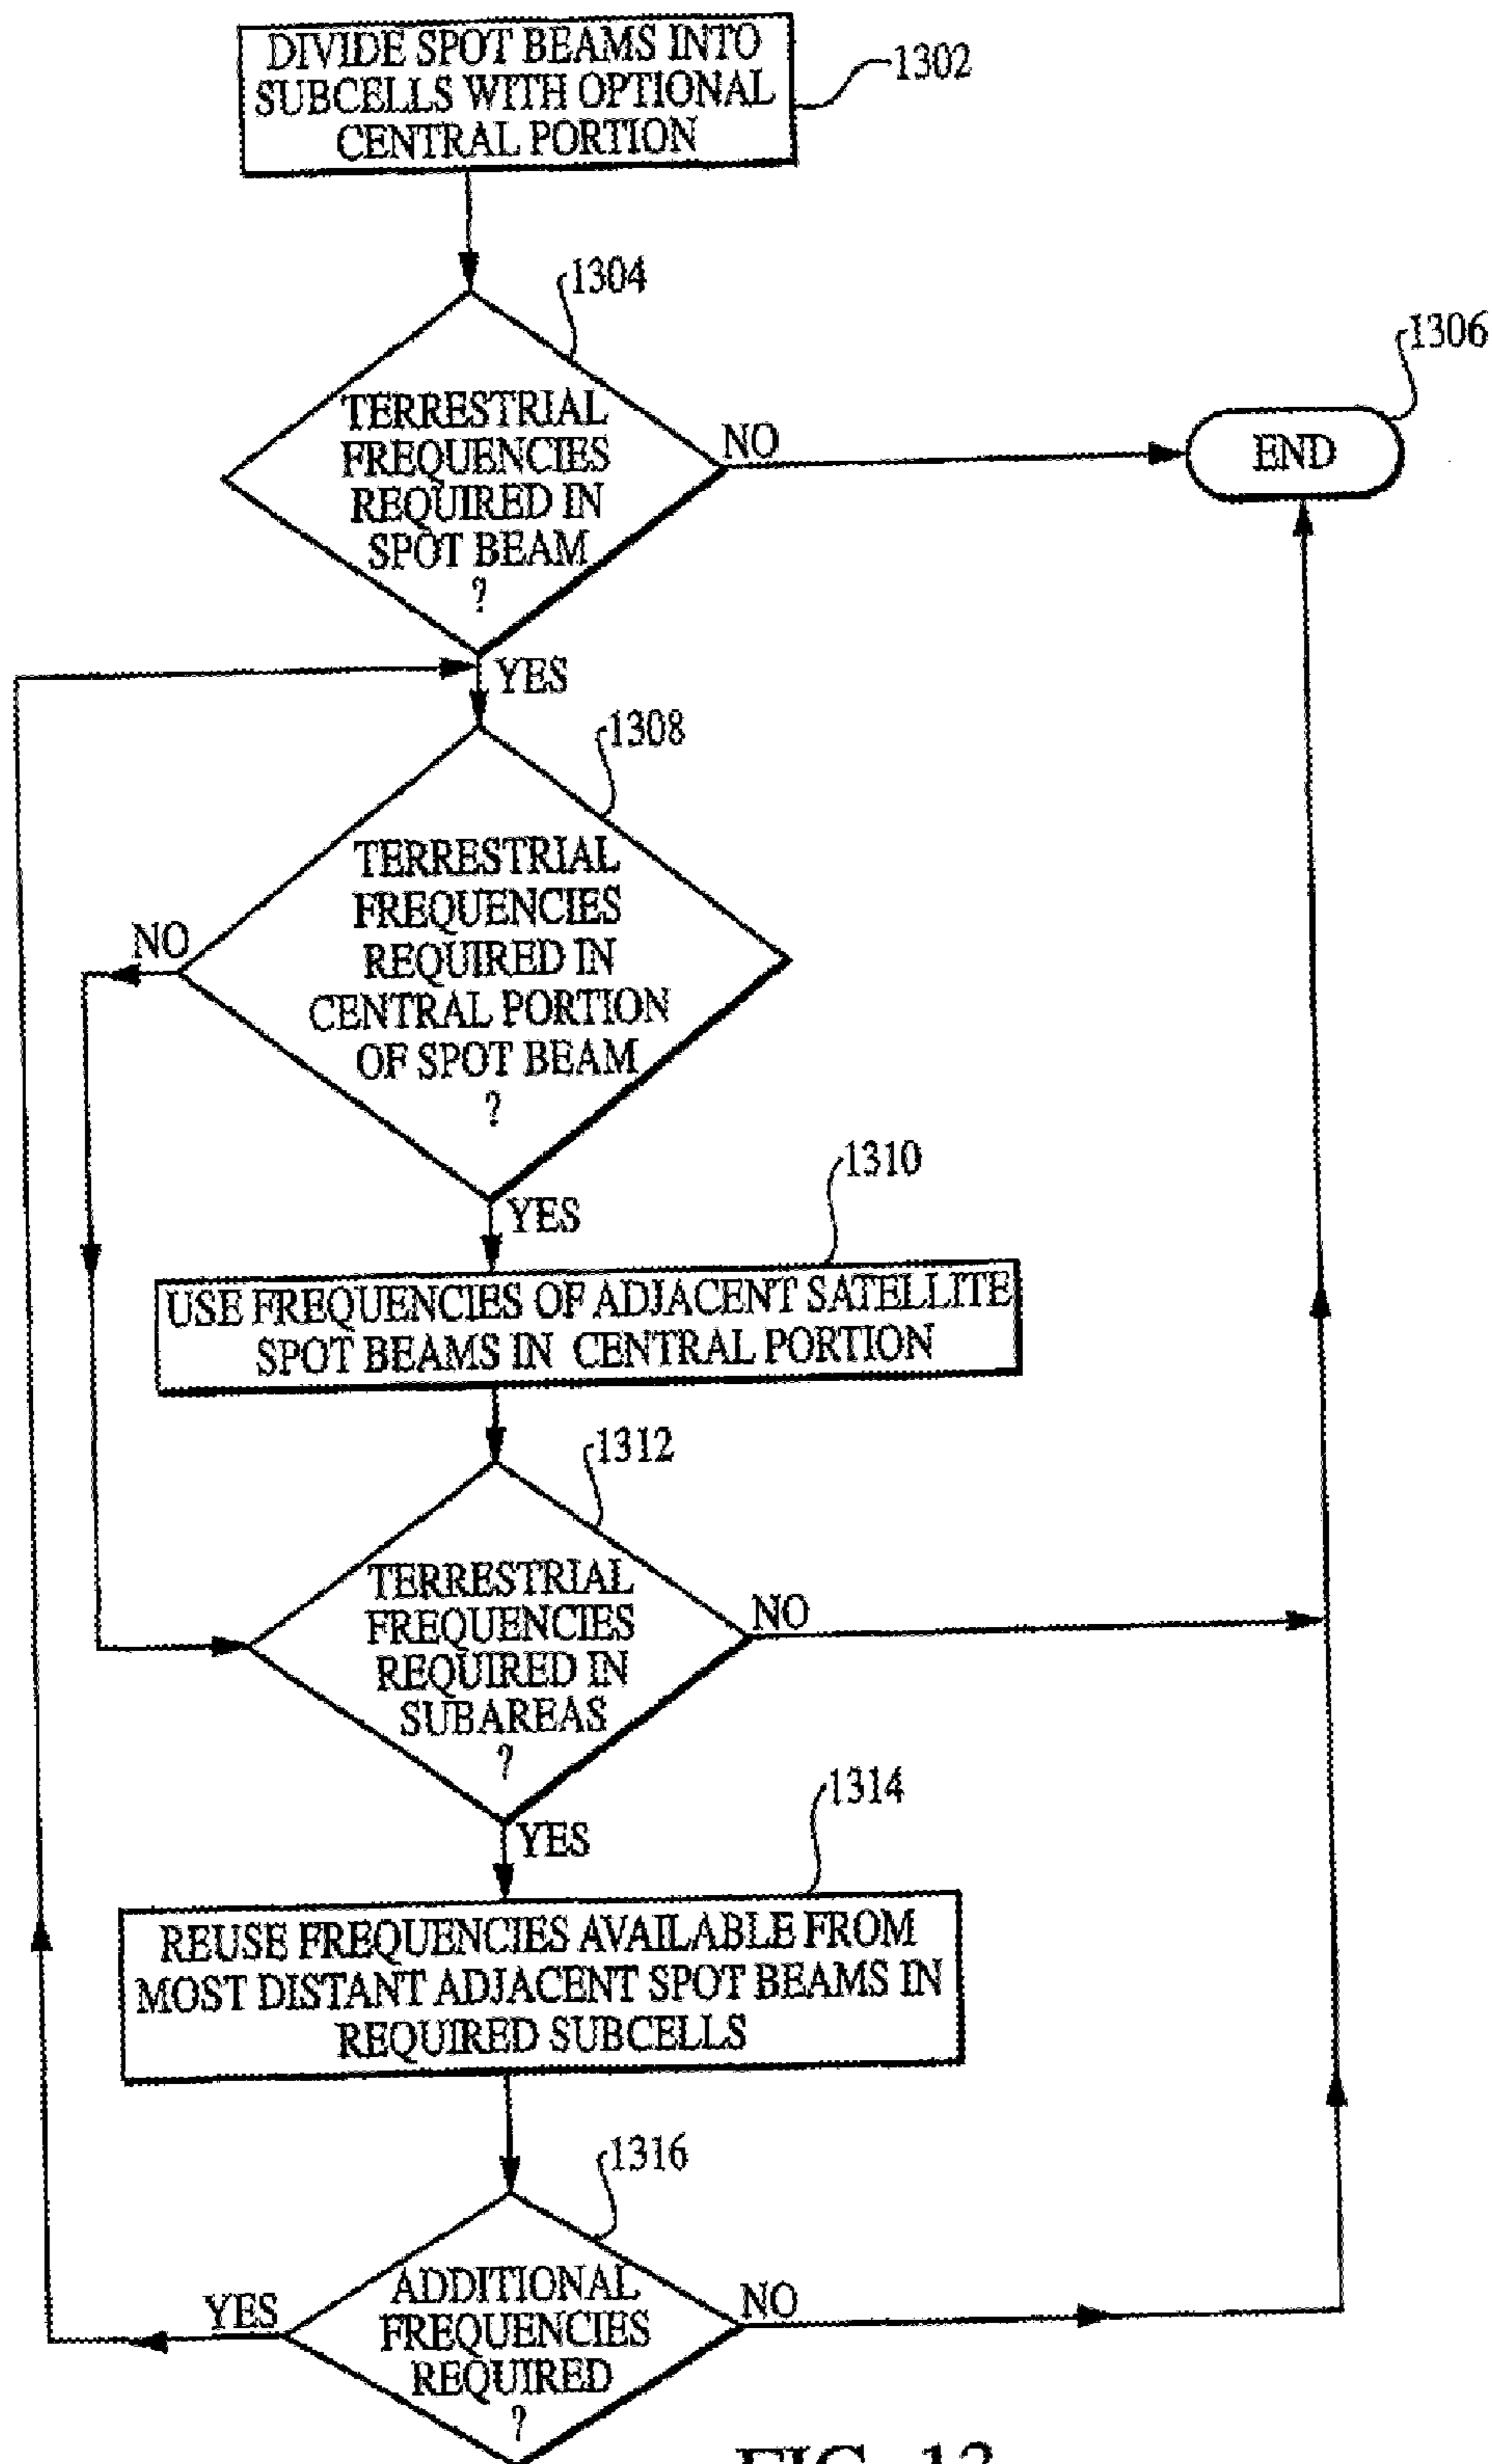 DIVIDE SPOT BEAMS INTO
SUBCELLS WITH OPTIONAL
CENTRAL PORTION
1302
1304
TERRESTRIAL
FREQUENCIES
REQUIRED IN
SPOT BEAM
?
NO
1306
END
YES
1308
TERRESTRIAL
FREQUENCIES
REQUIRED IN
CENTRAL PORTION
OF SPOT BEAM
?
NO
YES
1310
USE FREQUENCIES OF ADJACENT SATELLITE
SPOT BEAMS IN CENTRAL PORTION
1312
TERRESTRIAL
FREQUENCIES
REQUIRED IN
SUBAREAS
?
NO
YES
1314
REUSE FREQUENCIES AVAILABLE FROM
MOST DISTANT ADJACENT SPOT BEAMS IN
REQUIRED SUBCELLS
1316
ADDITIONAL
FREQUENCIES
REQUIRED
?
YES
NO
FIG. 13